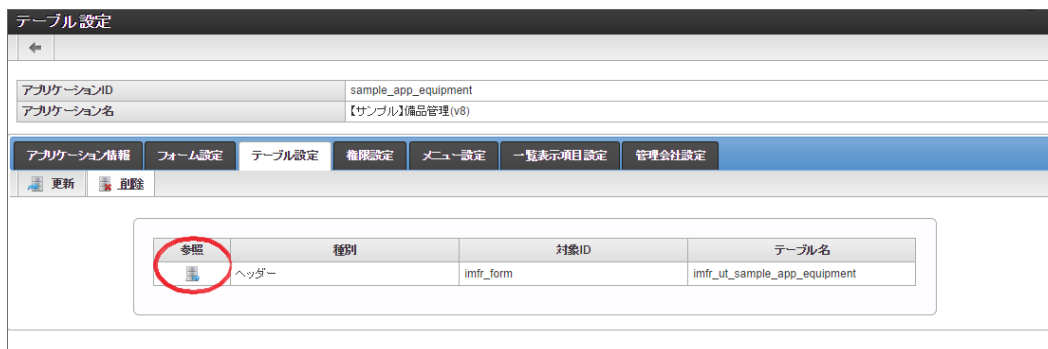 テーブル設定
アプリケーションID sample_app_equipment
アプリケーション名 【サンプル】備品管理(v8)
アプリケーション情報 フォーム設定 テーブル設定 権限設定 メニュー設定 一覧表示項目設定 管理会社設定
更新 削除
参照 種別 対象ID テーブル名
ヘッダー imfr_form imfr_ut_sample_app_equipment